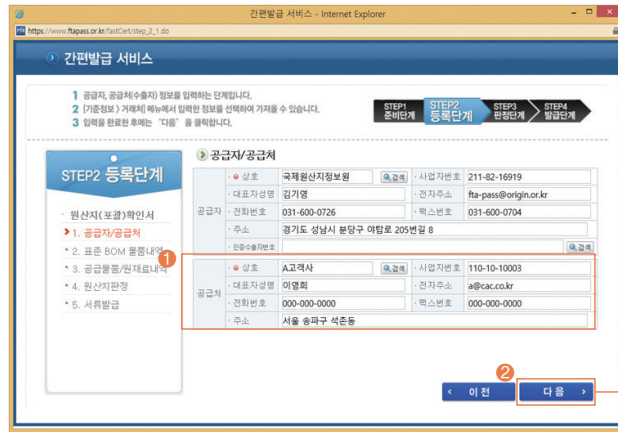 간편발급 서비스 - Internet Explorer
https://www.ftapass.or.kr/fastCert/step_2_1.do
간편발급 서비스
1 공급자, 공급처(수출자) 정보를 입력하는 단계입니다.
2 [기준정보 > 거래처] 메뉴에서 입력한 정보를 선택하여 가져올 수 있습니다.
3 입력을 완료한 후에는 "다음" 을 클릭합니다.
STEP1 준비단계
STEP2 등록단계
STEP3 판정단계
STEP4 발급단계
STEP2 등록단계
원산지(포괄)확인서
1. 공급자/공급처
2. 표준 BOM 물품내역
3. 공급물품/원재료내역
4. 원산지판정
5. 서류발급
공급자/공급처
공급자
상호 국제원산지정보원 검색 사업자번호 211-82-16919
대표자성명 김기영 전자주소 fta-pass@origin.or.kr
전화번호 031-600-0726 팩스번호 031-600-0704
주소 경기도 성남시 분당구 야탑로 205번길 8
인증수출자번호 검색
1
공급처
상호 A고객사 검색 사업자번호 110-10-10003
대표자성명 이영희 전자주소 a@cac.co.kr
전화번호 000-000-0000 팩스번호 000-000-0000
주소 서울 송파구 석촌동
2
이전 다음